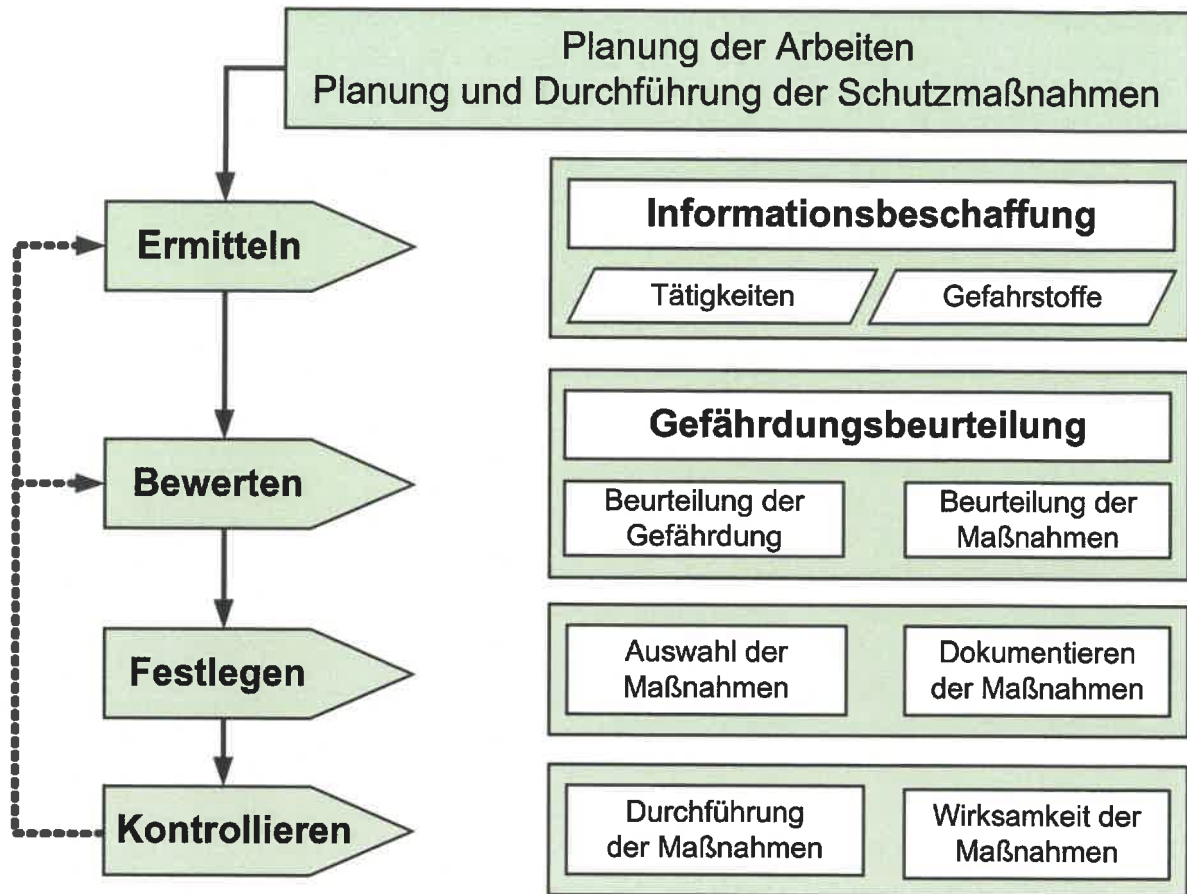 Planung der Arbeiten
Planung und Durchführung der Schutzmaßnahmen
Ermitteln
Informationsbeschaffung
Tätigkeiten
Gefahrstoffe
Bewerten
Gefährdungsbeurteilung
Beurteilung der
Gefährdung
Beurteilung der
Maßnahmen
Festlegen
Auswahl der
Maßnahmen
Dokumentieren
der Maßnahmen
Kontrollieren
Durchführung
der Maßnahmen
Wirksamkeit der
Maßnahmen